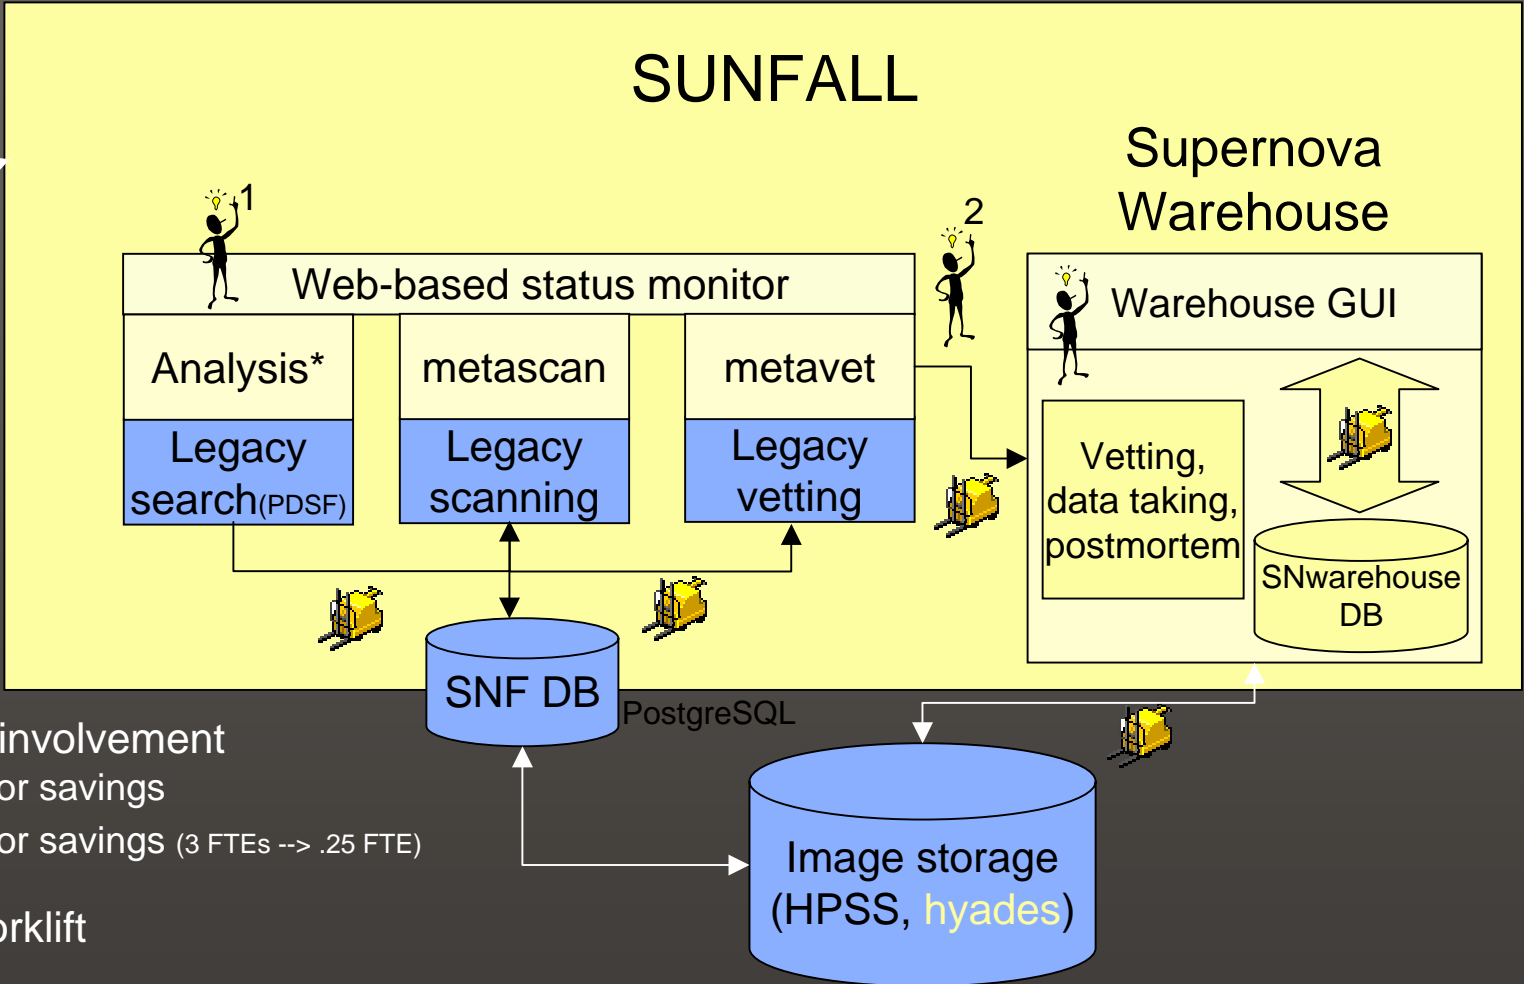 SUNFALL
Supernova
Warehouse
1
2
Web-based status monitor
Warehouse GUI
Analysis*
metascan
metavet
Legacy
search(PDSF)
Legacy
scanning
Legacy
vetting
Vetting,
data taking,
postmortem
SNwarehouse
DB
SNF DB
PostgreSQL
involvement
or savings
or savings (3 FTEs --> .25 FTE)
orklift
Image storage
(HPSS, hyades)